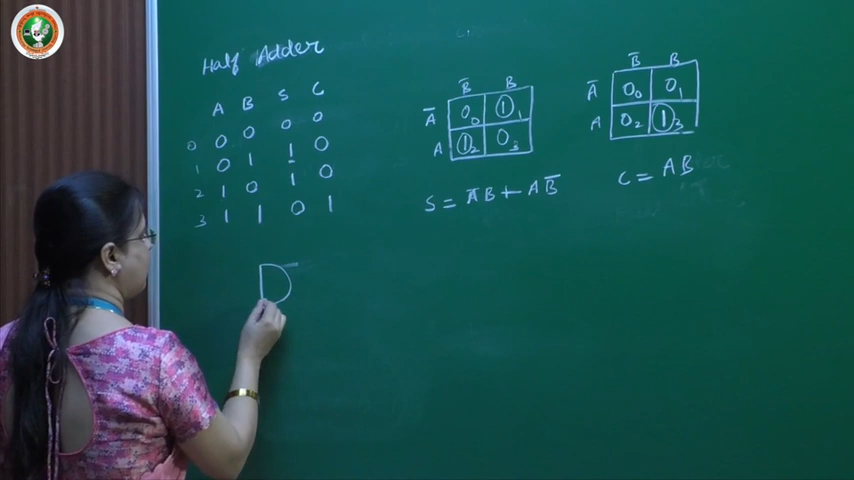 Half Adder
A B S C
0 0 0 0 0
1 0 1 1 0
2 1 0 1 0
3 1 1 0 1
B̅ B
A̅ 0₀ 1₁
A 1₂ 0₃
S = A̅B + AB̅
B̅ B
A̅ 0₀ 0₁
A 0₂ 1₃
C = AB